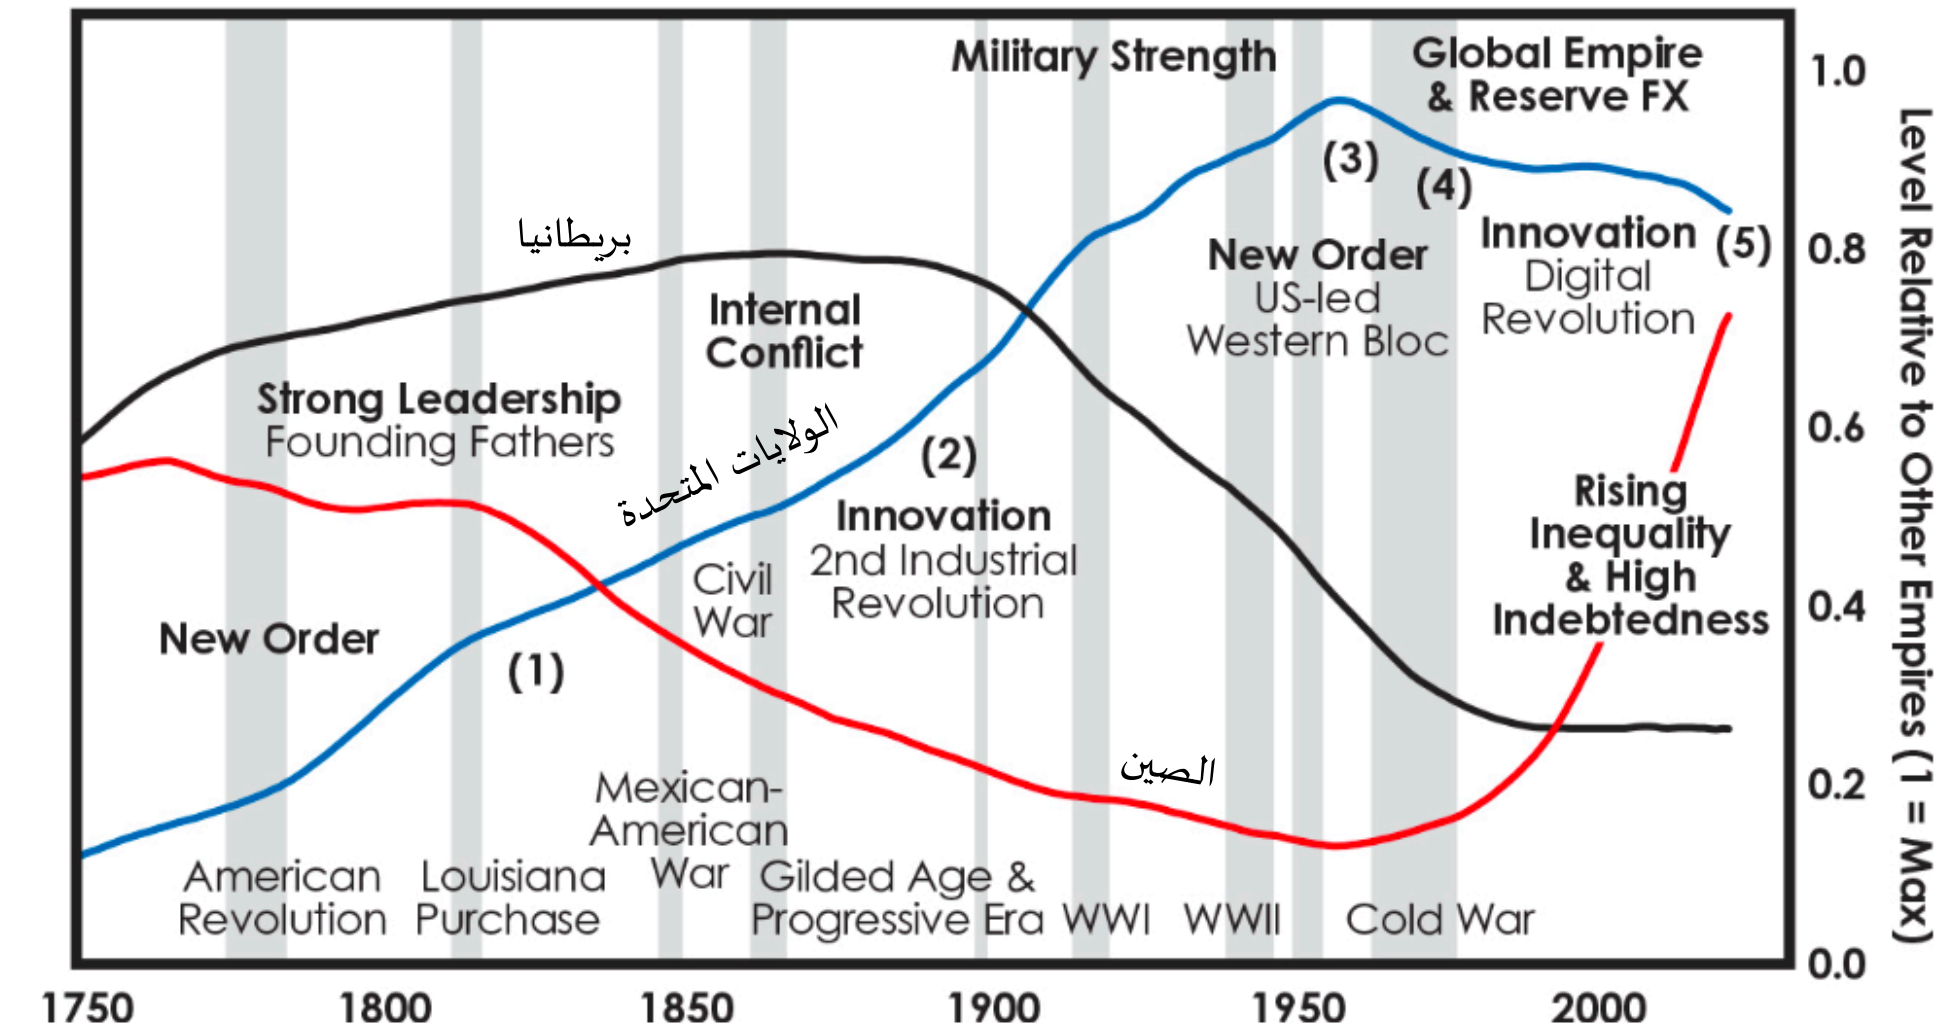 Military Strength
Global Empire
& Reserve FX
1.0
Level Relative to Other Empires (1 = Max)
(3)
(4)
بريطانيا
New Order
US-led
Western Bloc
Innovation
Digital
Revolution
(5)
0.8
Internal
Conflict
Strong Leadership
Founding Fathers
الولايات المتحدة
(2)
0.6
Innovation
2nd Industrial
Revolution
Rising
Inequality
& High
Indebtedness
Civil
War
0.4
New Order
(1)
الصين
0.2
Mexican-
American
War
American
Revolution
Louisiana
Purchase
Gilded Age &
Progressive Era
WWI
WWII
Cold War
0.0
1750
1800
1850
1900
1950
2000